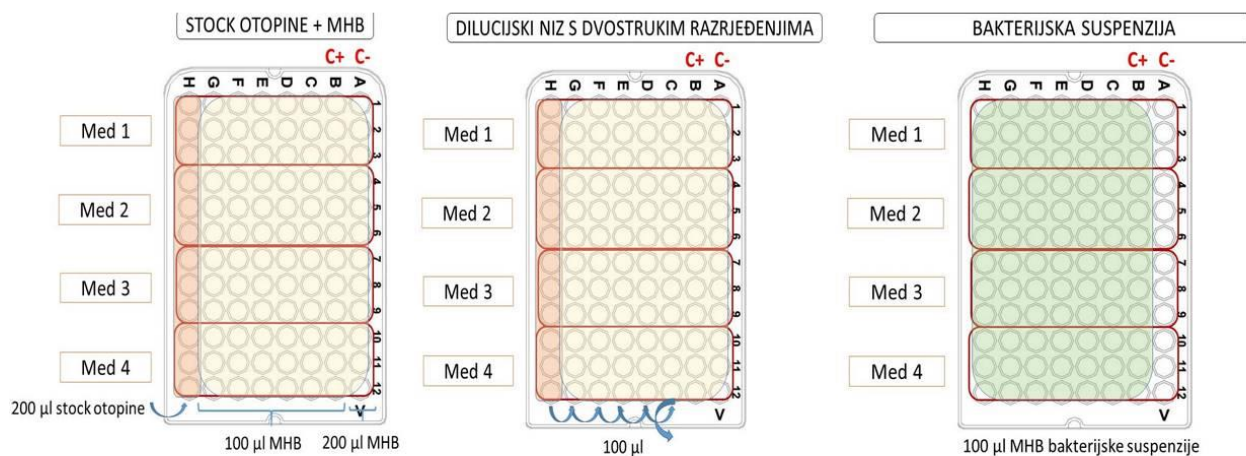 STOCK OTOPINE + MHB
C+ C-
H G F E D C B A
1
2
3
4
5
6
7
8
9
10
11
12
Med 1
Med 2
Med 3
Med 4
200 µl stock otopine
100 µl MHB
200 µl MHB
V
DILUCIJSKI NIZ S DVOSTRUKIM RAZRJEĐENJIMA
C+ C-
H G F E D C B A
1
2
3
4
5
6
7
8
9
10
11
12
Med 1
Med 2
Med 3
Med 4
V
100 µl
BAKTERIJSKA SUSPENZIJA
C+ C-
H G F E D C B A
1
2
3
4
5
6
7
8
9
10
11
12
Med 1
Med 2
Med 3
Med 4
V
100 µl MHB bakterijske suspenzije